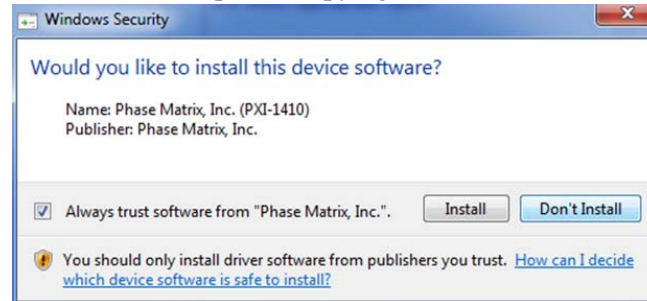 Windows Security
Would you like to install this device software?
Name: Phase Matrix, Inc. (PXI-1410)
Publisher: Phase Matrix, Inc.
Always trust software from "Phase Matrix, Inc.". Install Don't Install
You should only install driver software from publishers you trust. How can I decide
which device software is safe to install?